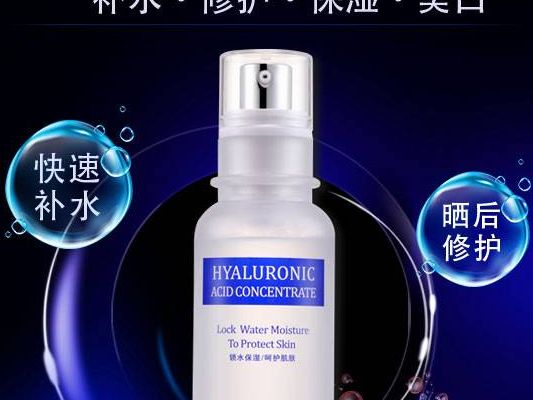 补水·修护·保湿·美白
快速
补水
晒后
修护
HYALURONIC
ACID CONCENTRATE
Lock Water Moisture
To Protect Skin
锁水保湿/呵护肌肤